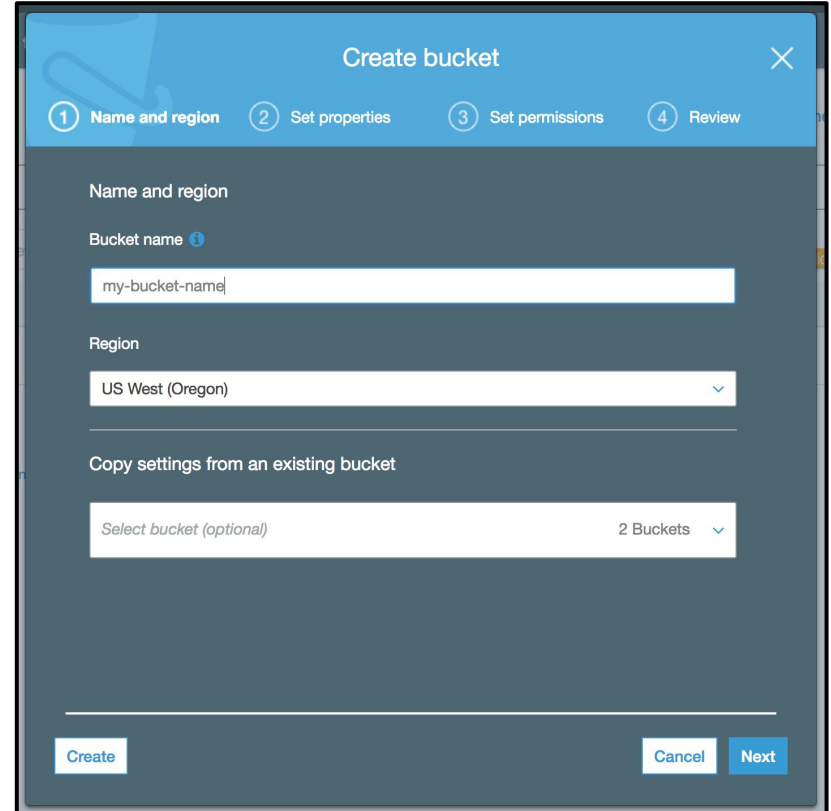 Create bucket
1 Name and region 2 Set properties 3 Set permissions 4 Review
Name and region
Bucket name
my-bucket-name
Region
US West (Oregon)
Copy settings from an existing bucket
Select bucket (optional) 2 Buckets
Create Cancel Next